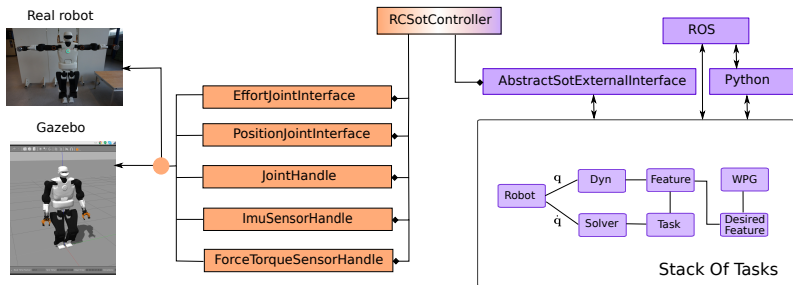 Real robot
RCSotController
ROS
AbstractSotExternalInterface
Python
EffortJointInterface
Gazebo
PositionJointInterface
JointHandle
ImuSensorHandle
ForceTorqueSensorHandle
q
Dyn
Feature
WPG
Robot
q̇
Solver
Task
Desired
Feature
Stack Of Tasks